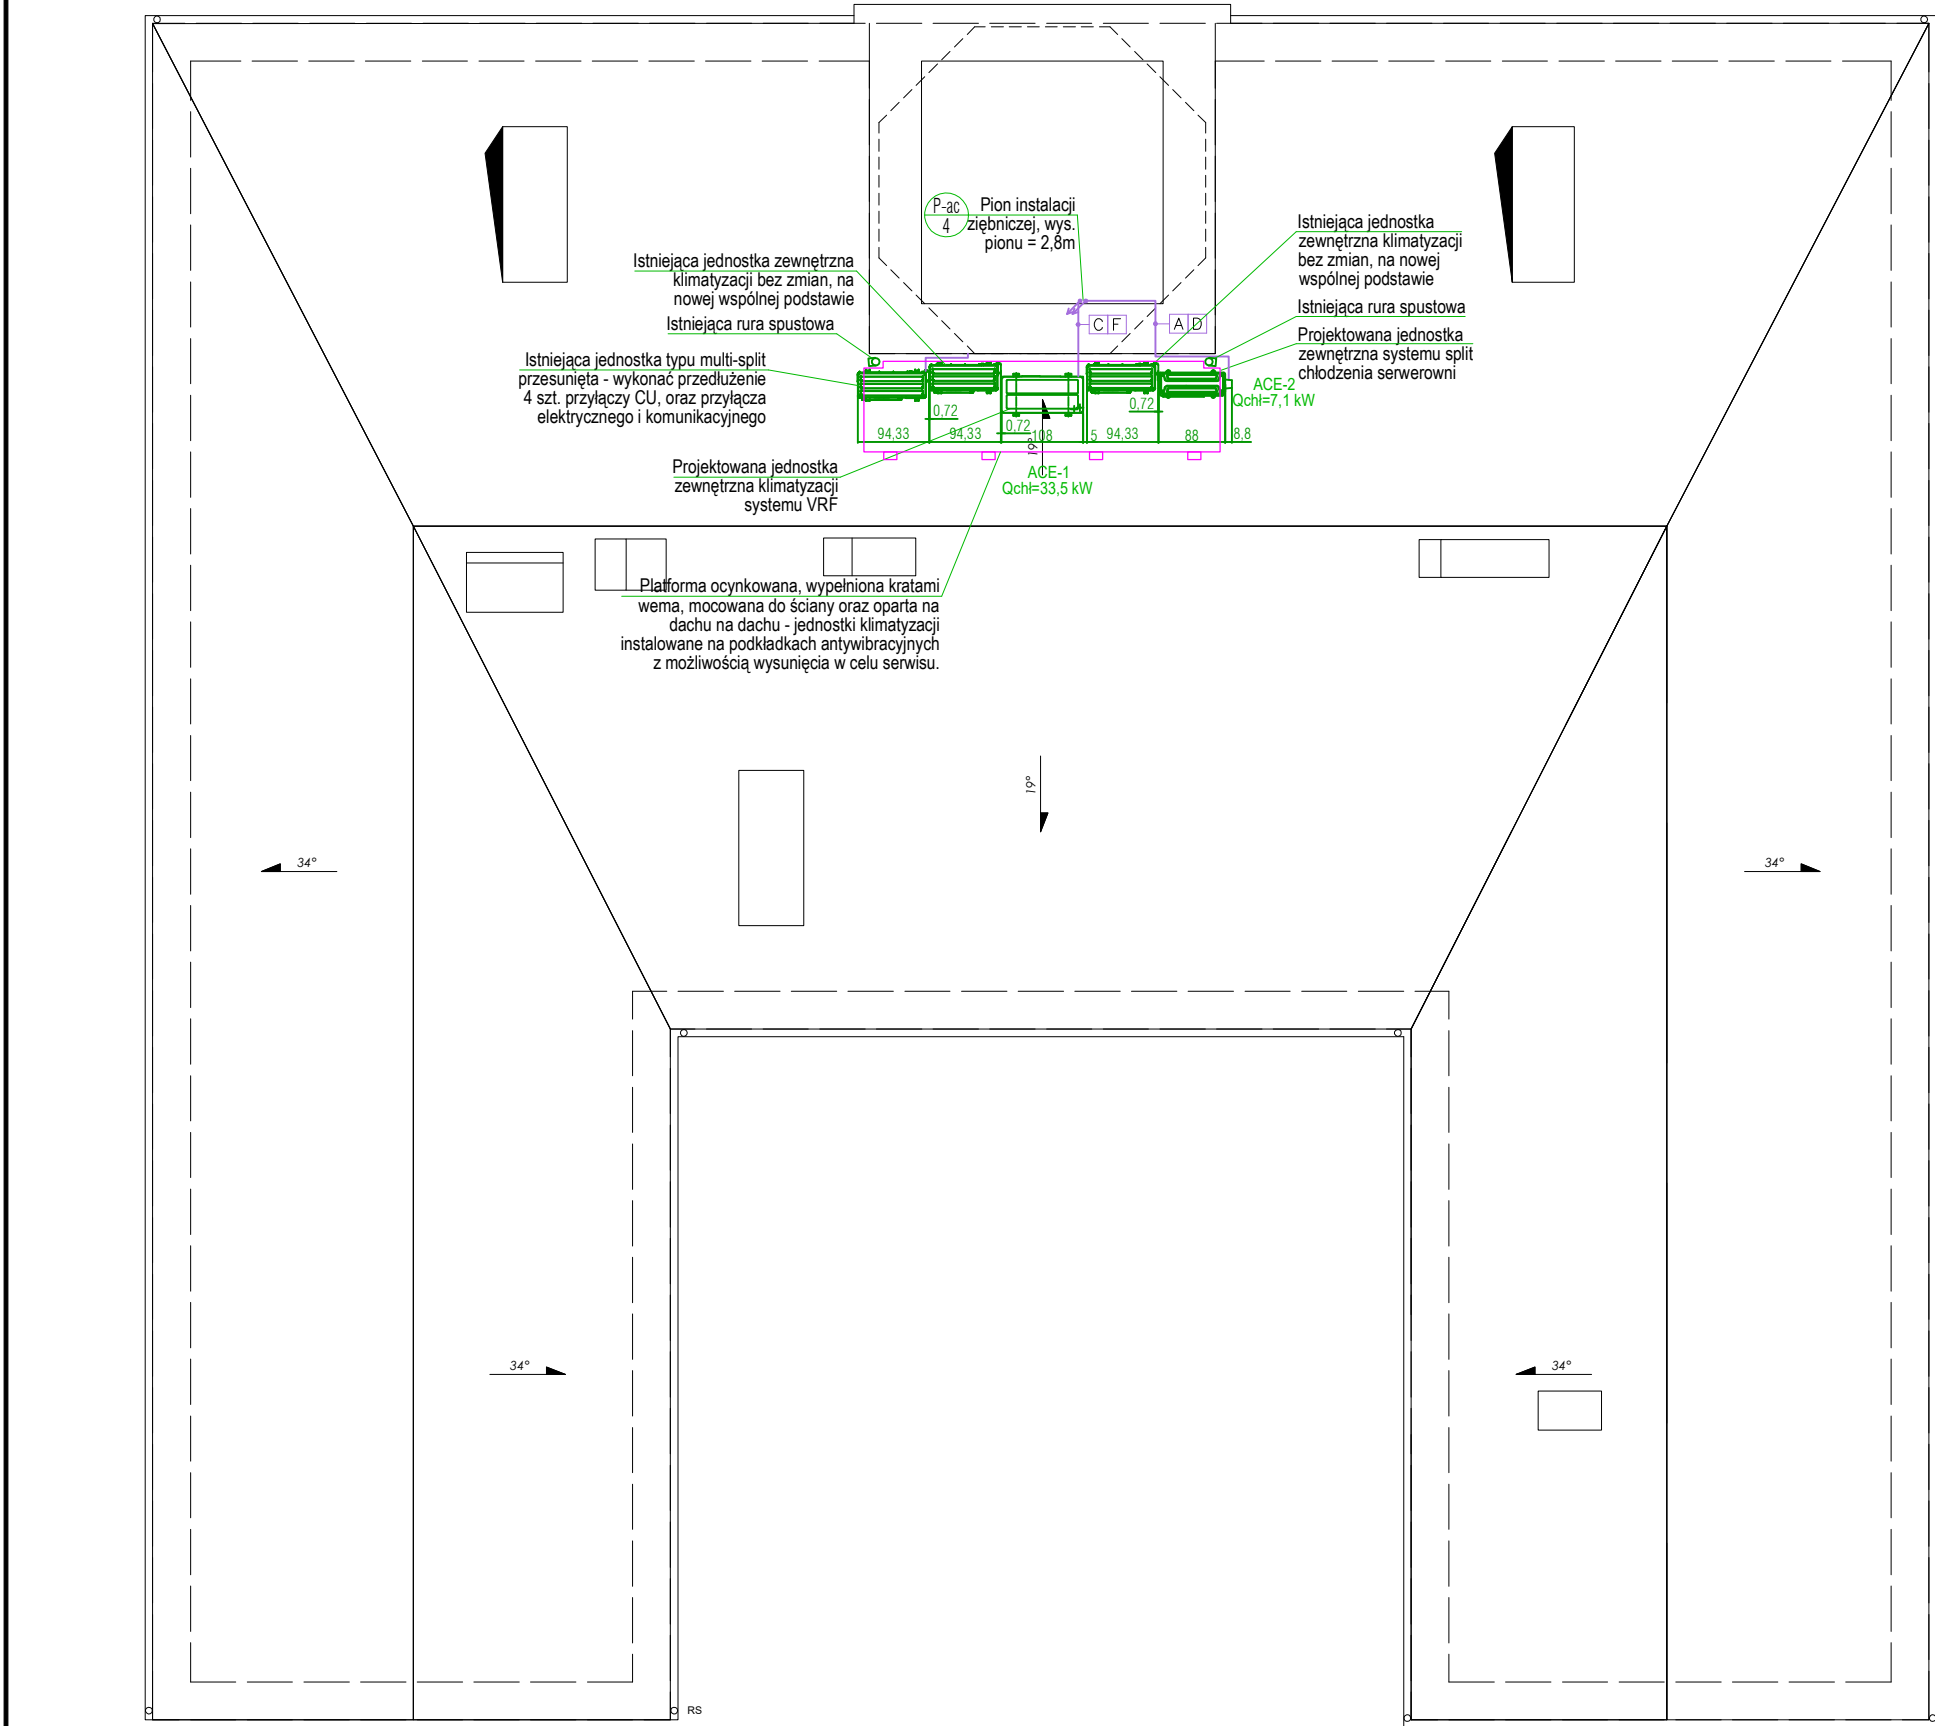 P-ac
4
Pion instalacji
ziębniczej, wys.
pionu = 2,8m
Istniejąca jednostka
zewnętrzna klimatyzacji
bez zmian, na nowej
wspólnej podstawie
Istniejąca jednostka zewnętrzna
klimatyzacji bez zmian, na
nowej wspólnej podstawie
Istniejąca rura spustowa
Istniejąca rura spustowa
C F
A D
Projektowana jednostka
zewnętrzna systemu split
chłodzenia serwerowni
Istniejąca jednostka typu multi-split
przesunięta - wykonać przedłużenie
4 szt. przyłączy CU, oraz przyłącza
elektrycznego i komunikacyjnego
ACE-2
Qchł=7,1 kW
0,72
0,72
0,72
94,33
94,33
108
5
94,33
88
8,8
19°
Projektowana jednostka
zewnętrzna klimatyzacji
systemu VRF
ACE-1
Qchł=33,5 kW
Platforma ocynkowana, wypełniona kratami
wema, mocowana do ściany oraz oparta na
dachu na dachu - jednostki klimatyzacji
instalowane na podkładkach antywibracyjnych
z możliwością wysunięcia w celu serwisu.
19°
34°
34°
34°
34°
RS